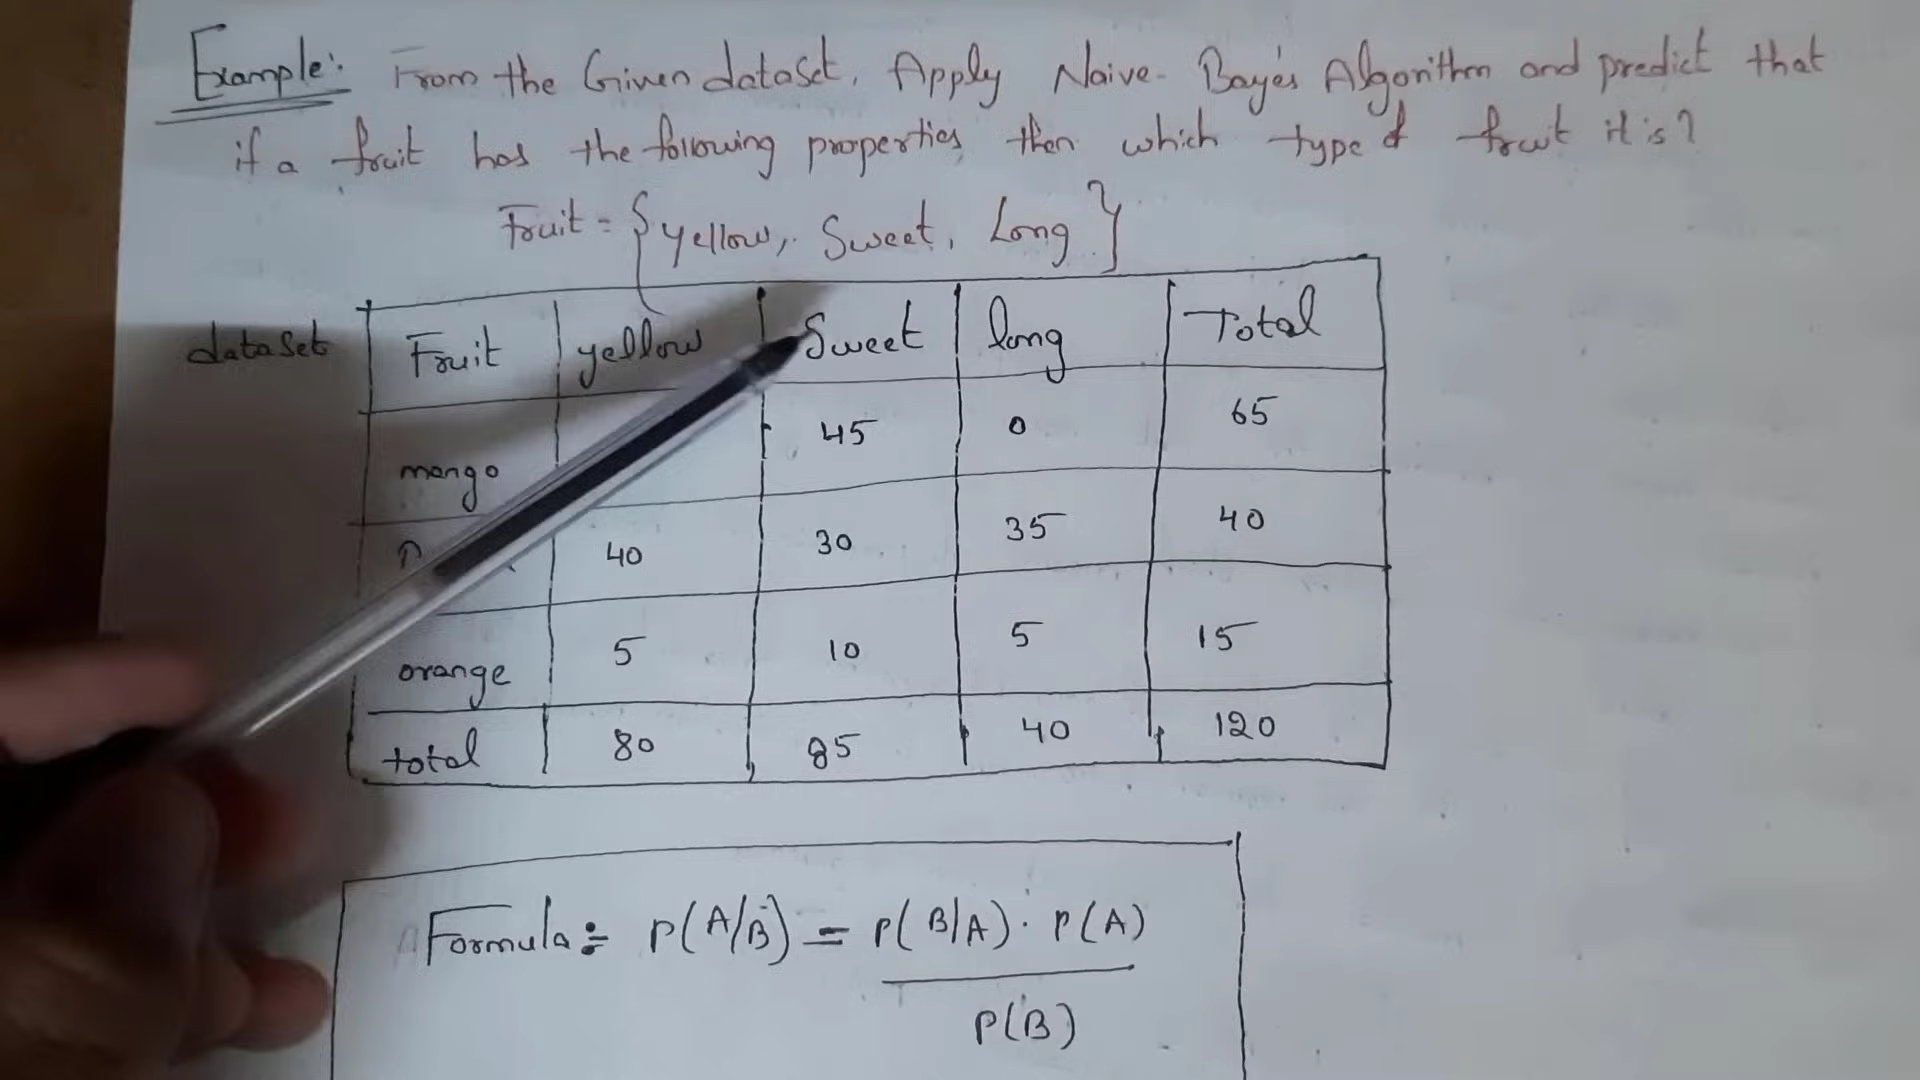 Example:- From the Given dataset, Apply Naive-Baye's Algorithm and predict that
if a fruit has the following properties then which type of fruit it is?
Fruit = {yellow, Sweet, Long}
dataset
Fruit yellow Sweet long Total
mango 45 0 65
40 30 35 40
orange 5 10 5 15
total 80 85 40 120
Formula:- P(A/B) = P(B/A) · P(A)
P(B)